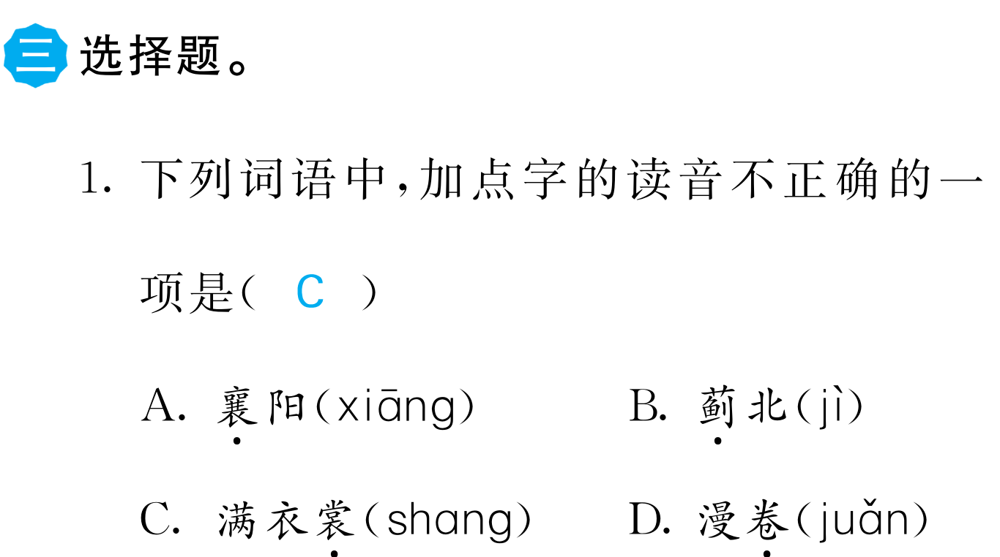 三 选择题。
1. 下列词语中,加点字的读音不正确的一
项是( C )
A. 襄阳(xiāng) B. 蓟北(jì)
C. 满衣裳(shang) D. 漫卷(juǎn)